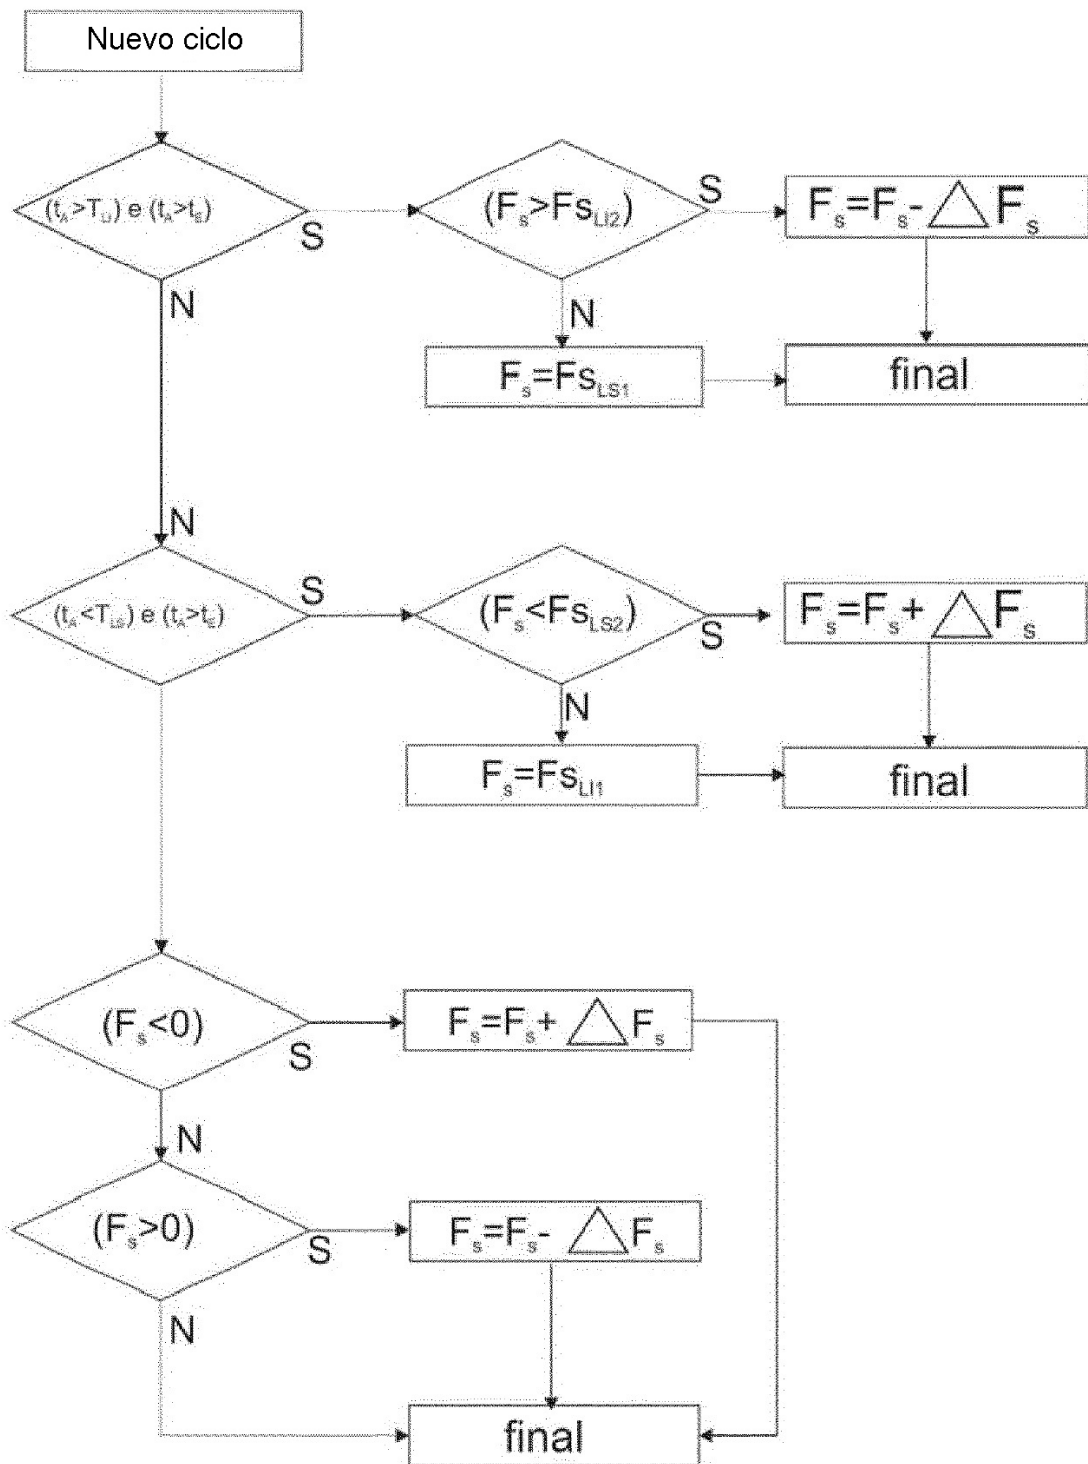 Nuevo ciclo
(tA>TLI) e (tA>tE)
S
N
(Fs>FsLI2)
S
N
Fs=Fs- △ Fs
Fs=FsLS1
final
N
(tA<TLS) e (tA>tE)
S
(Fs<FsLS2)
S
N
Fs=Fs+ △ Fs
Fs=FsLI1
final
(Fs<0)
S
N
Fs=Fs+ △ Fs
(Fs>0)
S
N
Fs=Fs- △ Fs
final